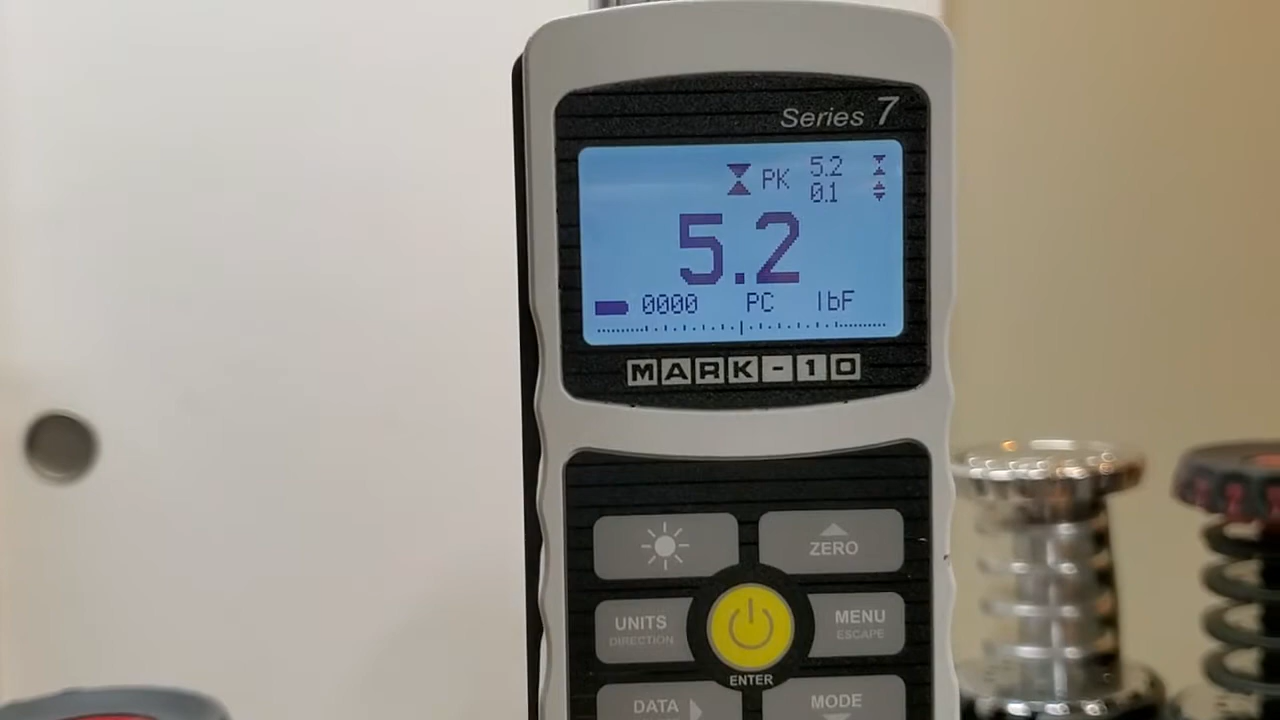 Series 7
PK 5.2
0.1
5.2
0000 PC lbF
MARK-10
ZERO
UNITS
DIRECTION
MENU
ESCAPE
ENTER
DATA
MODE